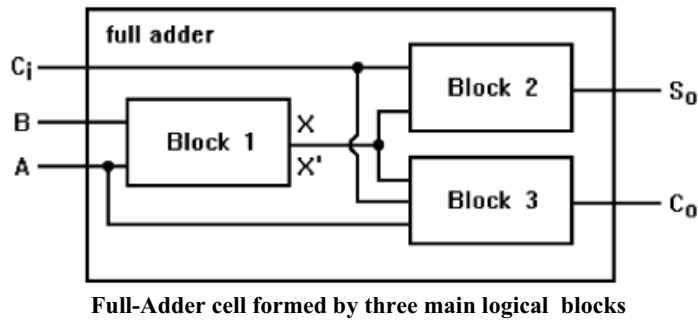 full adder
Ci
B
A
Block 1
X
X'
Block 2
Block 3
So
Co
Full-Adder cell formed by three main logical blocks